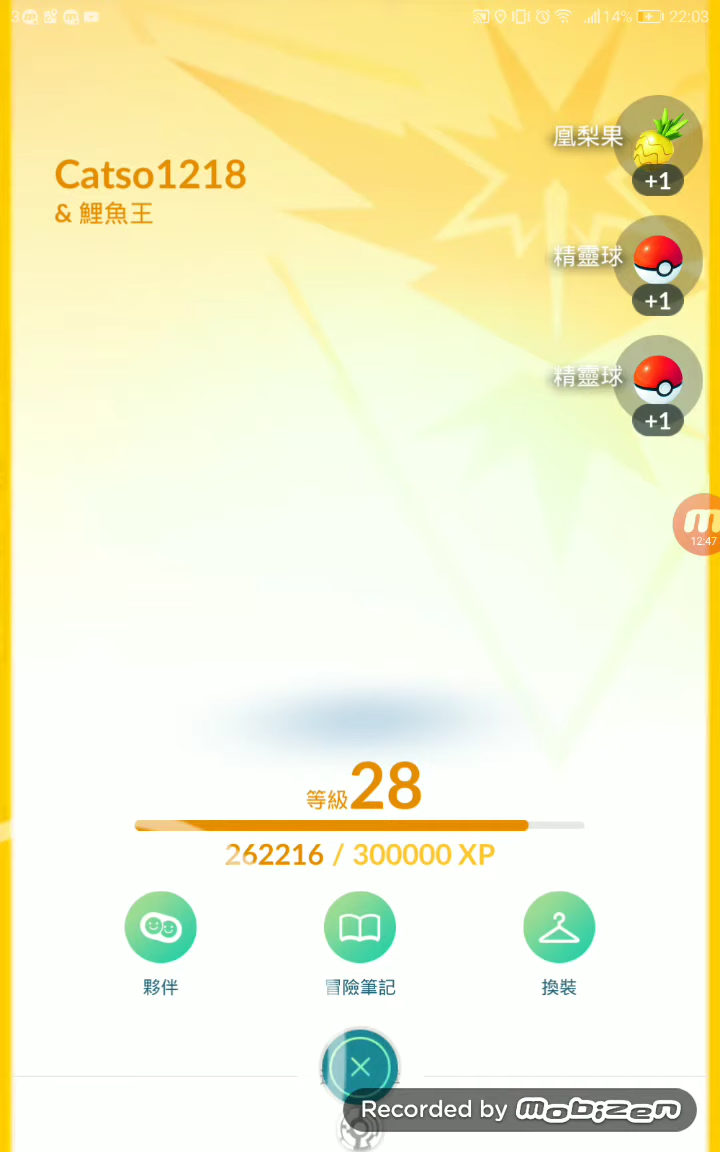 14% 22:03
鳳梨果
+1
Catso1218
& 鯉魚王
精靈球
+1
精靈球
+1
12:47
等級28
262216 / 300000 XP
夥伴
冒險筆記
換裝
Recorded by mobizen